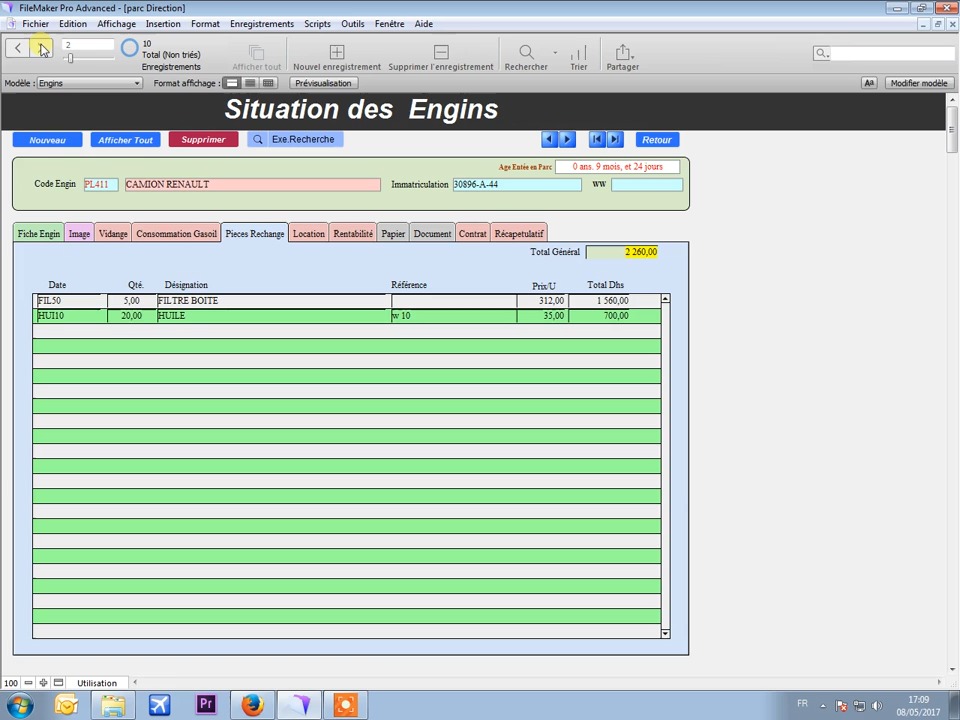 FileMaker Pro Advanced - [parc Direction]
Fichier Edition Affichage Insertion Format Enregistrements Scripts Outils Fenêtre Aide
2 10
Total (Non triés)
Enregistrements
Afficher tout Nouvel enregistrement Supprimer l'enregistrement Rechercher Trier Partager
Modèle : Engins Format affichage : Prévisualisation Aa Modifier modèle
Situation des Engins
Nouveau Afficher Tout Supprimer Exe.Recherche Retour
Age Entée en Parc 0 ans. 9 mois, et 24 jours
Code Engin PL411 CAMION RENAULT Immatriculation 30896-A-44 WW
Fiche Engin Image Vidange Consommation Gasoil Pieces Rechange Location Rentabilité Papier Document Contrat Récapetulatif
Total Général 2 260,00
Date Qté. Désignation Référence Prix/U Total Dhs
FIL50 5,00 FILTRE BOITE 312,00 1 560,00
HUI10 20,00 HUILE w 10 35,00 700,00
100 Utilisation
Pr FR 17:09
08/05/2017